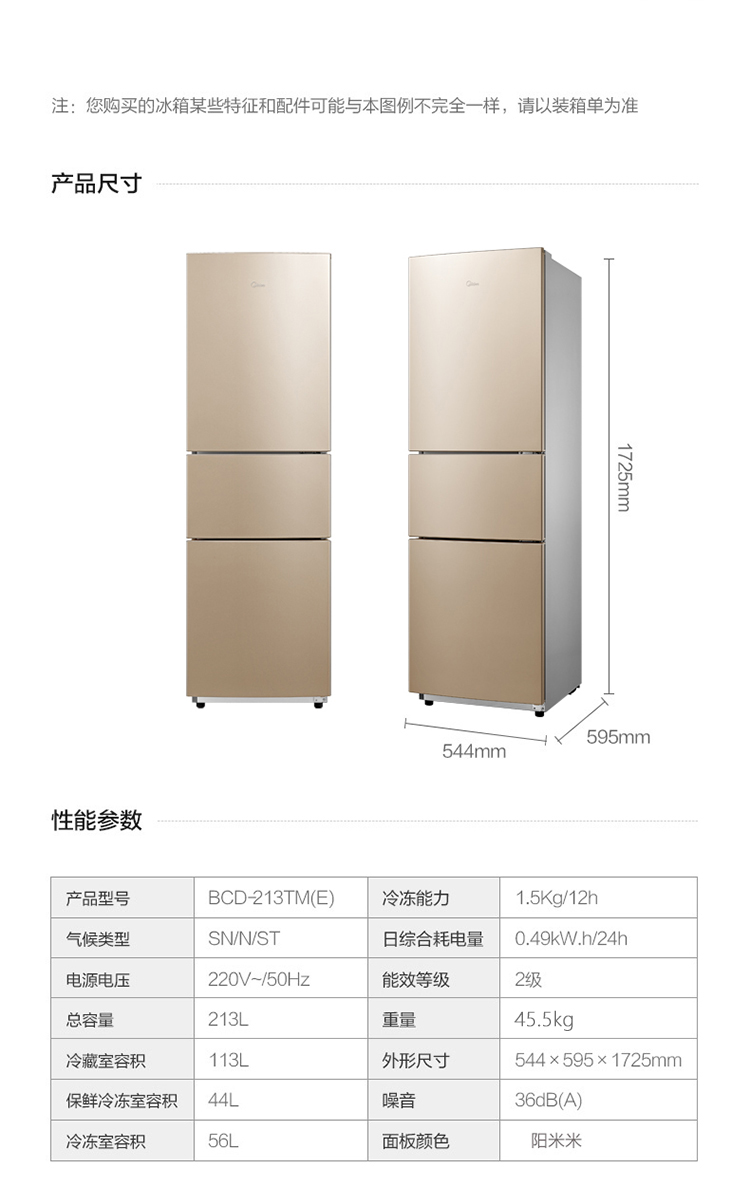 注：您购买的冰箱某些特征和配件可能与本图例不完全一样，请以装箱单为准
产品尺寸
Midea
1725mm
595mm
544mm
性能参数
产品型号 BCD-213TM(E) 冷冻能力 1.5Kg/12h
气候类型 SN/N/ST 日综合耗电量 0.49kW.h/24h
电源电压 220V~/50Hz 能效等级 2级
总容量 213L 重量 45.5kg
冷藏室容积 113L 外形尺寸 544×595×1725mm
保鲜冷冻室容积 44L 噪音 36dB(A)
冷冻室容积 56L 面板颜色 阳米米